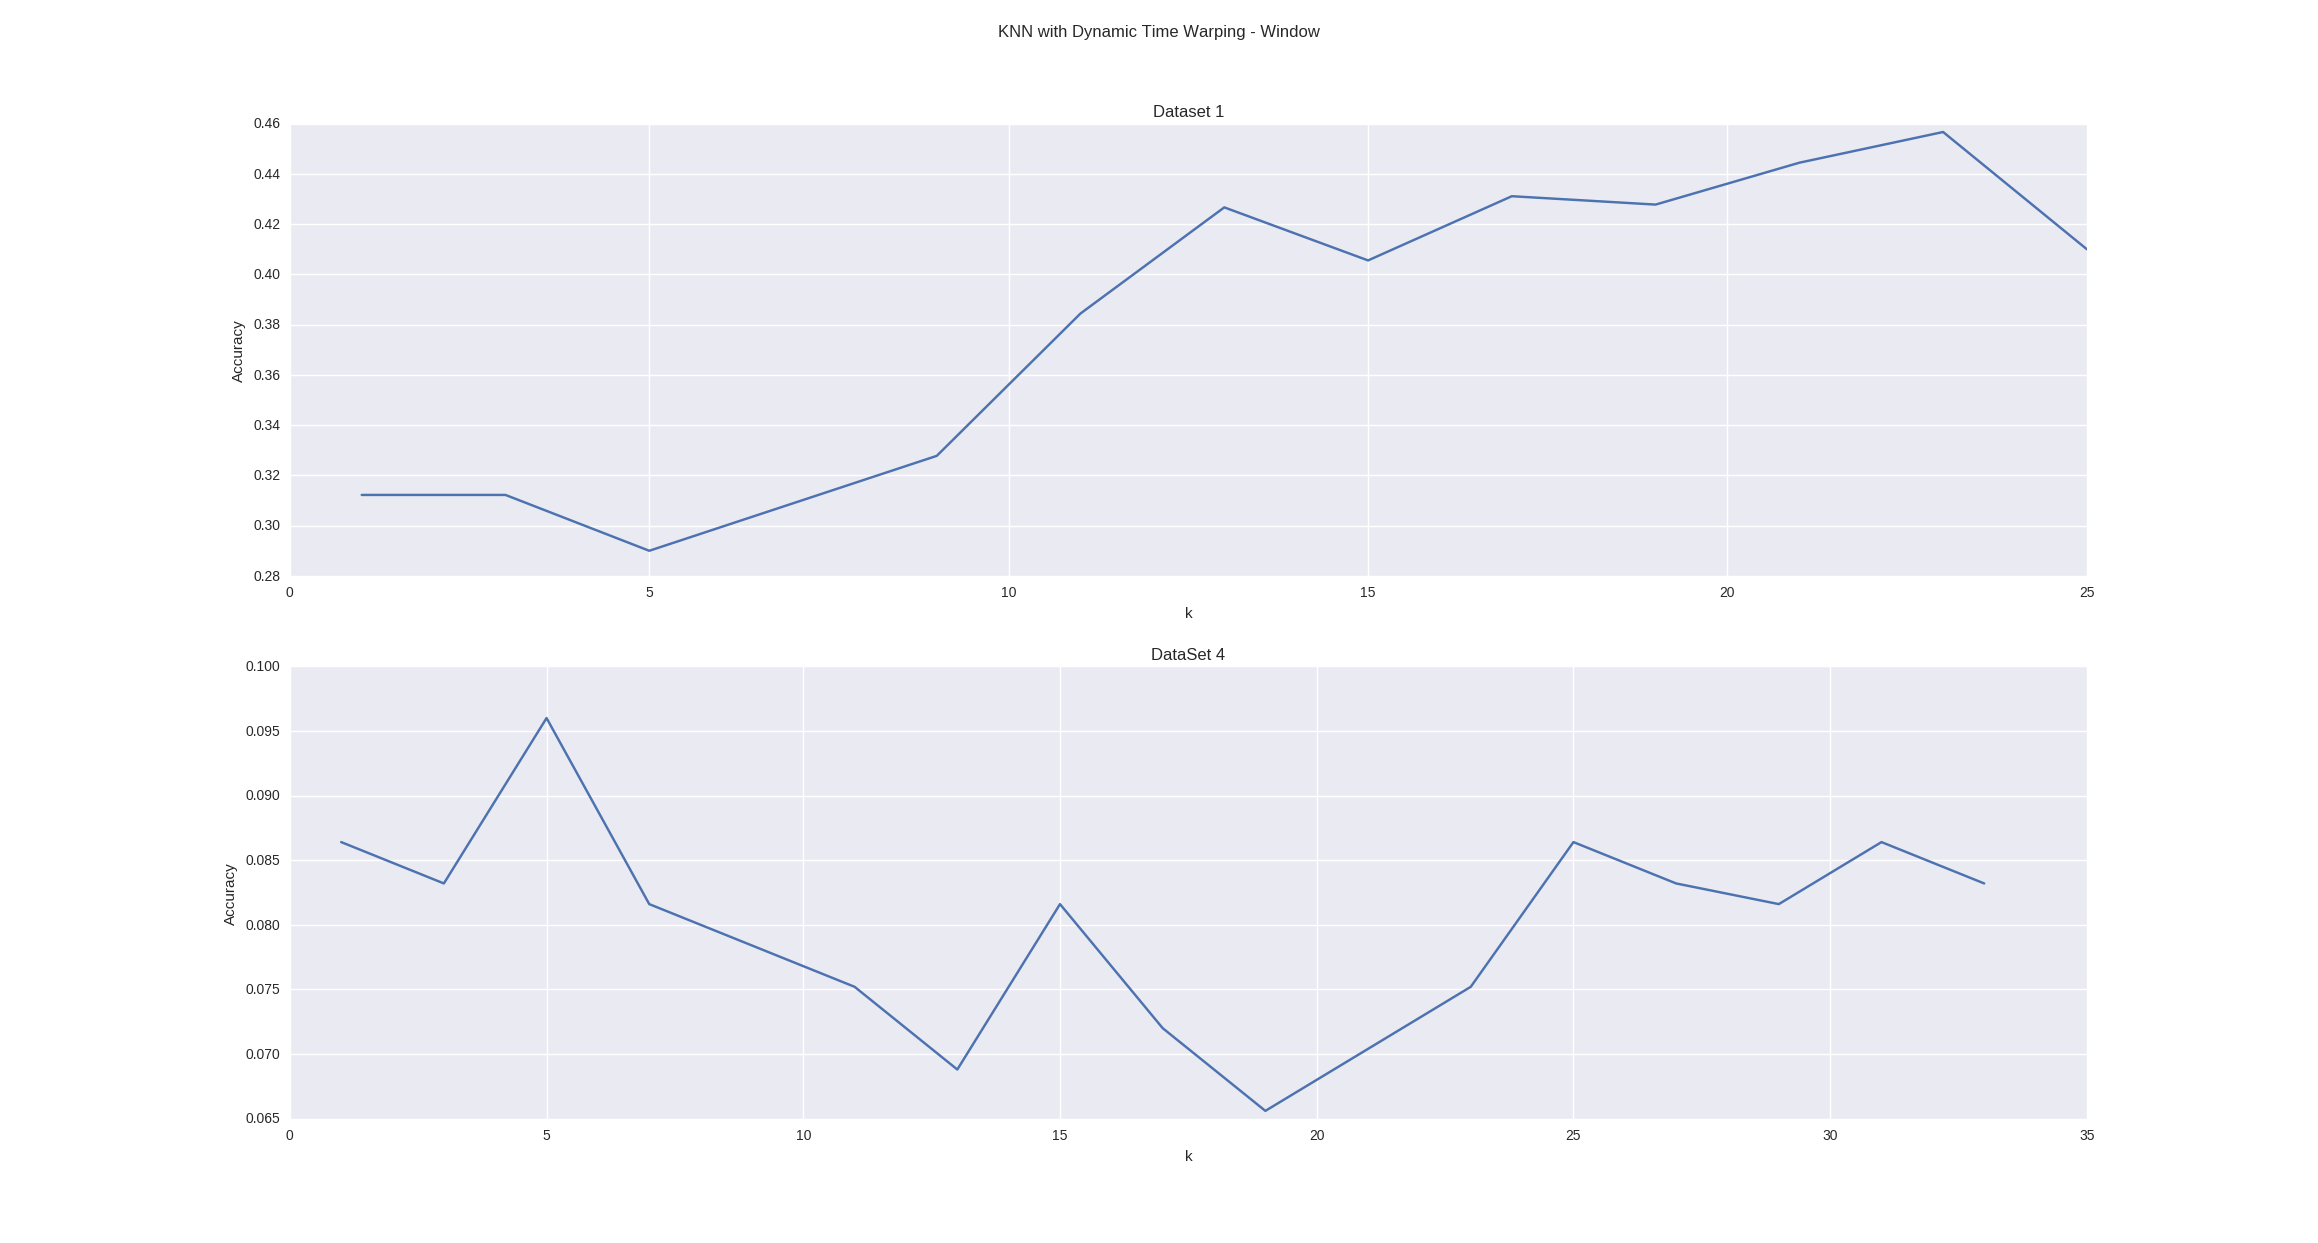 KNN with Dynamic Time Warping - Window
Dataset 1
0.46
0.44
0.42
0.40
0.38
0.36
0.34
0.32
0.30
0.28
Accuracy
0 5 10 15 20 25
k
DataSet 4
0.100
0.095
0.090
0.085
0.080
0.075
0.070
0.065
Accuracy
0 5 10 15 20 25 30 35
k